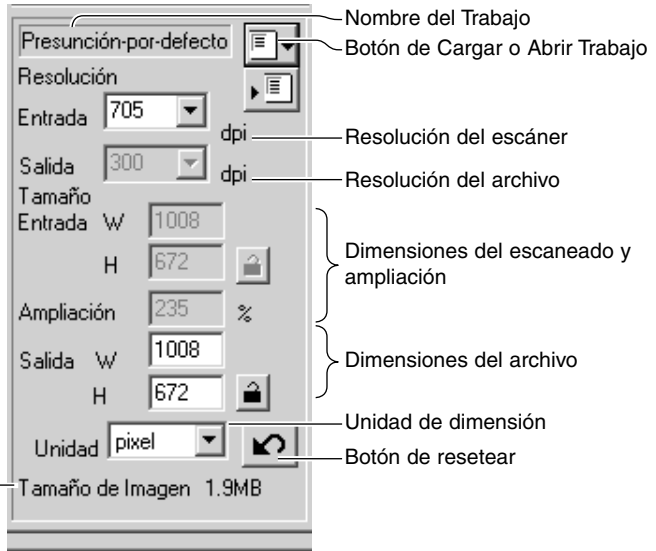 Presunción-por-defecto
Nombre del Trabajo
Botón de Cargar o Abrir Trabajo
Resolución
Entrada 705 dpi
Resolución del escáner
Salida 300 dpi
Resolución del archivo
Tamaño
Entrada W 1008
H 672
Dimensiones del escaneado y
ampliación
Ampliación 235 %
Salida W 1008
Dimensiones del archivo
H 672
Unidad pixel
Unidad de dimensión
Botón de resetear
Tamaño de Imagen 1.9MB